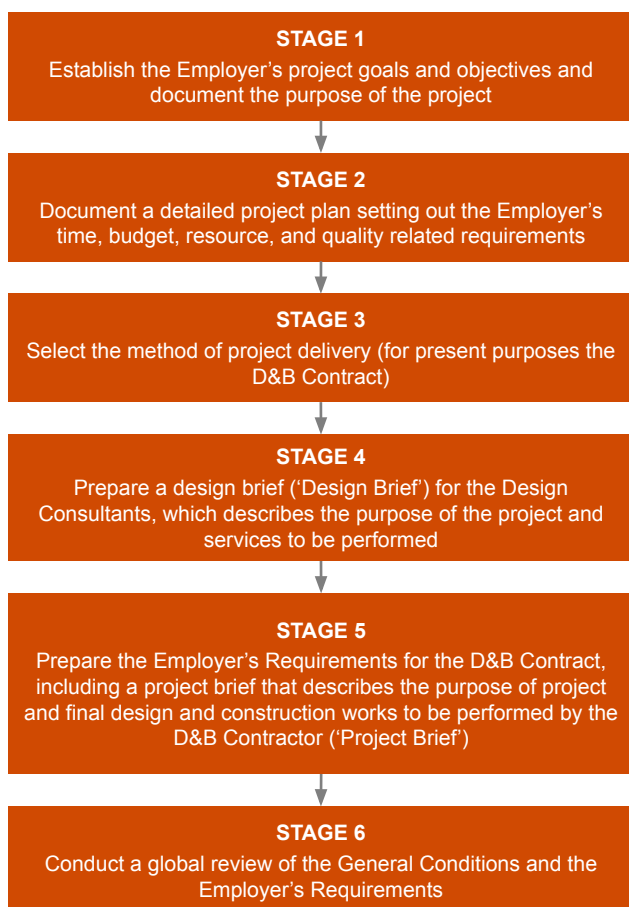 STAGE 1
Establish the Employer’s project goals and objectives and
document the purpose of the project
STAGE 2
Document a detailed project plan setting out the Employer’s
time, budget, resource, and quality related requirements
STAGE 3
Select the method of project delivery (for present purposes the
D&B Contract)
STAGE 4
Prepare a design brief (‘Design Brief’) for the Design
Consultants, which describes the purpose of the project and
services to be performed
STAGE 5
Prepare the Employer’s Requirements for the D&B Contract,
including a project brief that describes the purpose of project
and final design and construction works to be performed by the
D&B Contractor (‘Project Brief’)
STAGE 6
Conduct a global review of the General Conditions and the
Employer’s Requirements